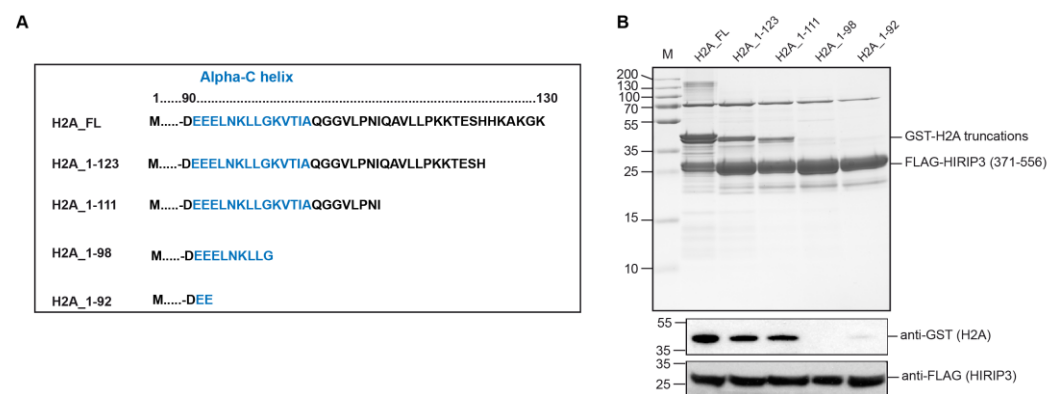 A
Alpha-C helix
1......90.......................................................................................130
H2A_FL M.....-DEEELNKLLGKVTIAQGGVLPNIQAVLLPKKTESHHKAKGK
H2A_1-123 M.....-DEEELNKLLGKVTIAQGGVLPNIQAVLLPKKTESH
H2A_1-111 M.....-DEEELNKLLGKVTIAQGGVLPNI
H2A_1-98 M.....-DEEELNKLLG
H2A_1-92 M.....-DEE
B
M H2A_FL H2A_1-123 H2A_1-111 H2A_1-98 H2A_1-92
200
130
100
70
55
GST-H2A truncations
35
FLAG-HIRIP3 (371-556)
25
15
10
55
anti-GST (H2A)
35
35
anti-FLAG (HIRIP3)
25